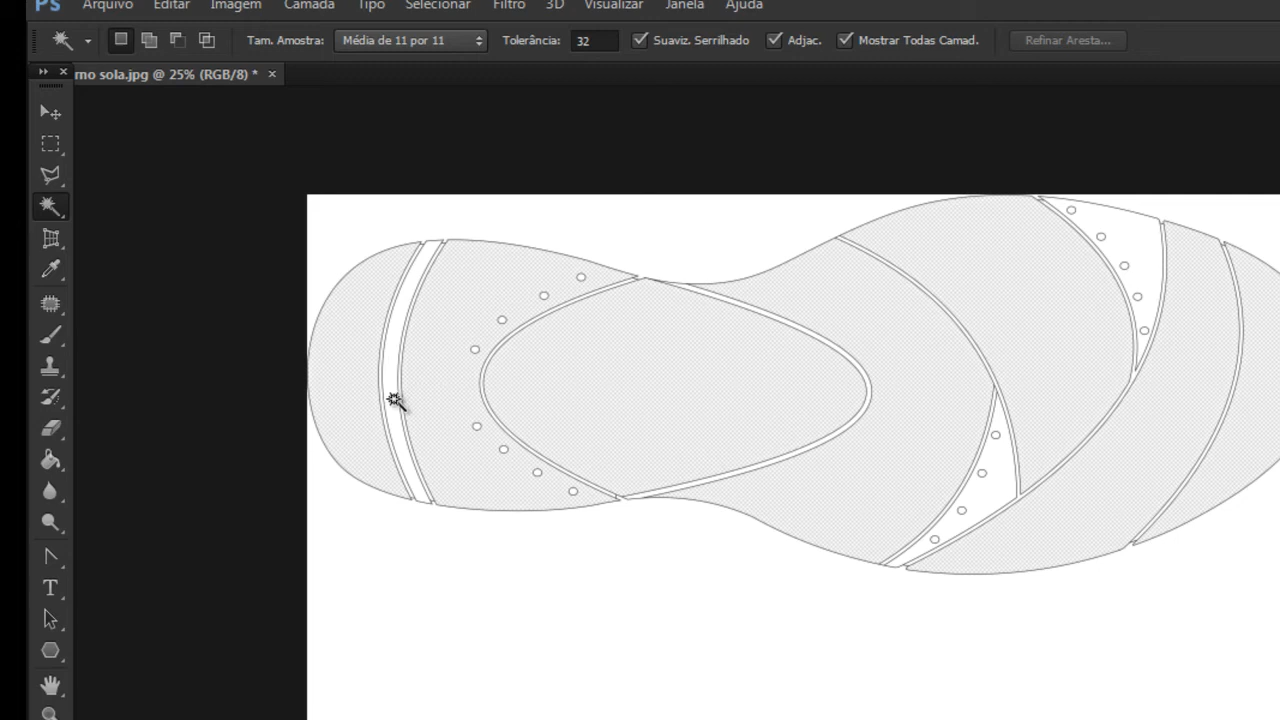 Ps Arquivo Editar Imagem Camada Tipo Selecionar Filtro 3D Visualizar Janela Ajuda
Tam. Amostra: Média de 11 por 11 Tolerância: 32 Suaviz. Serrilhado Adjac. Mostrar Todas Camad. Refinar Aresta...
rno sola.jpg @ 25% (RGB/8) * ×
T